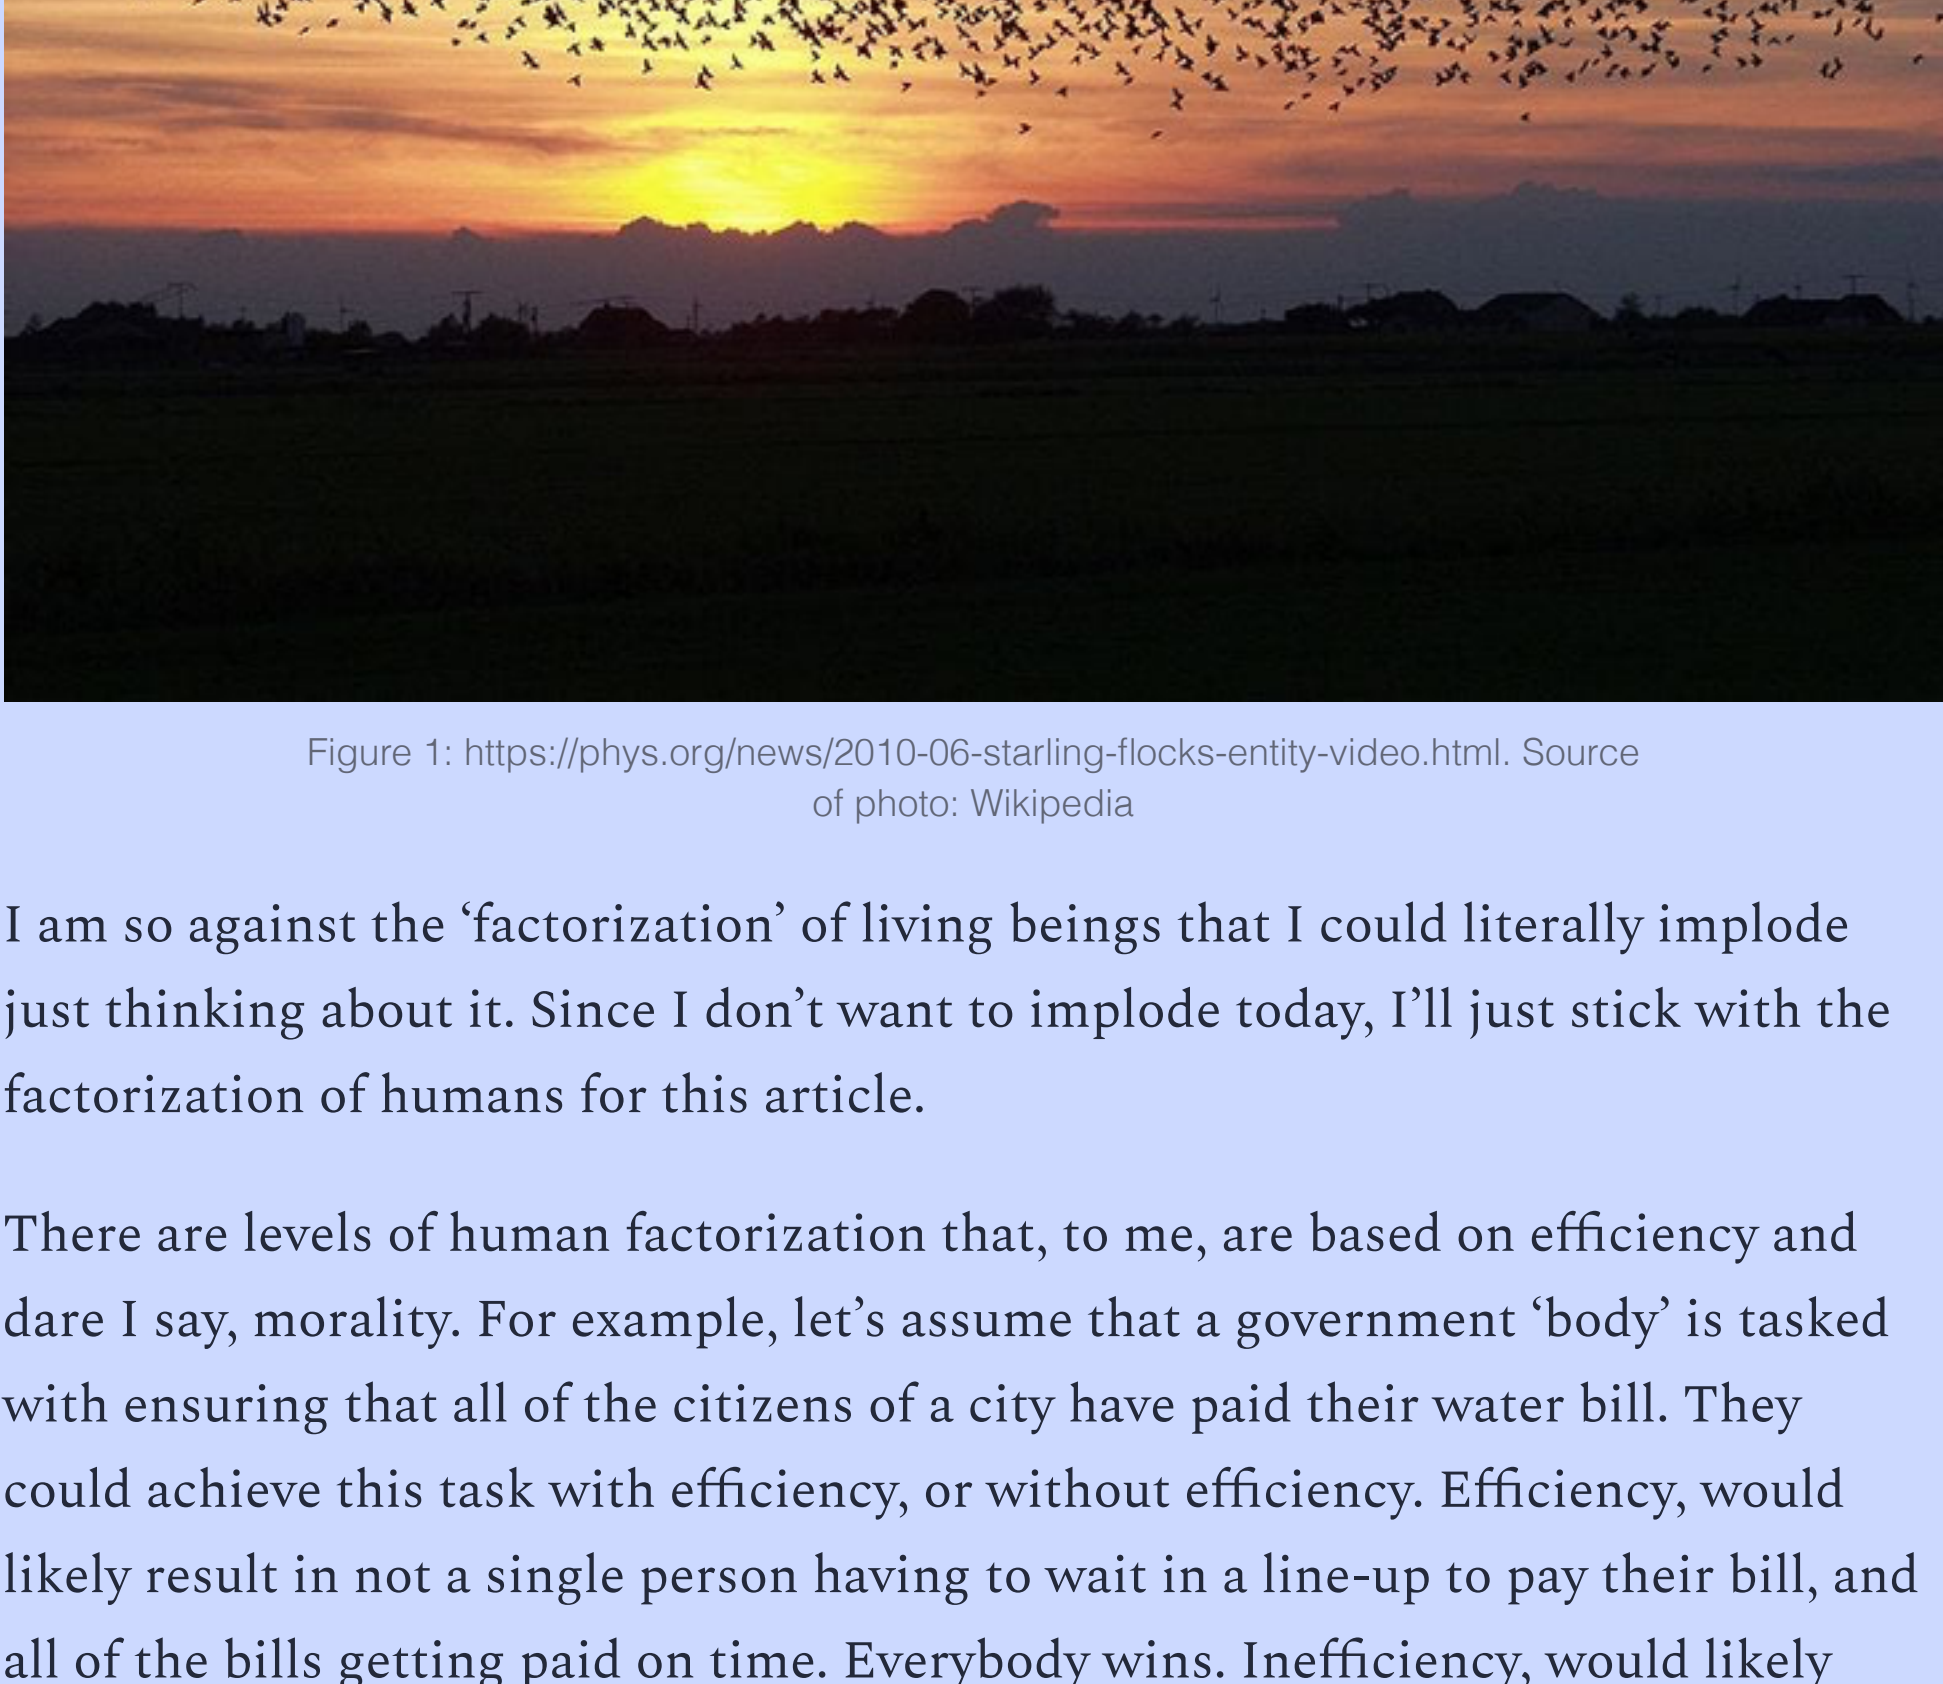 Figure 1: https://phys.org/news/2010-06-starling-flocks-entity-video.html. Source
of photo: Wikipedia
I am so against the ‘factorization’ of living beings that I could literally implode
just thinking about it. Since I don’t want to implode today, I’ll just stick with the
factorization of humans for this article.
There are levels of human factorization that, to me, are based on efficiency and
dare I say, morality. For example, let’s assume that a government ‘body’ is tasked
with ensuring that all of the citizens of a city have paid their water bill. They
could achieve this task with efficiency, or without efficiency. Efficiency, would
likely result in not a single person having to wait in a line-up to pay their bill, and
all of the bills getting paid on time. Everybody wins. Inefficiency, would likely